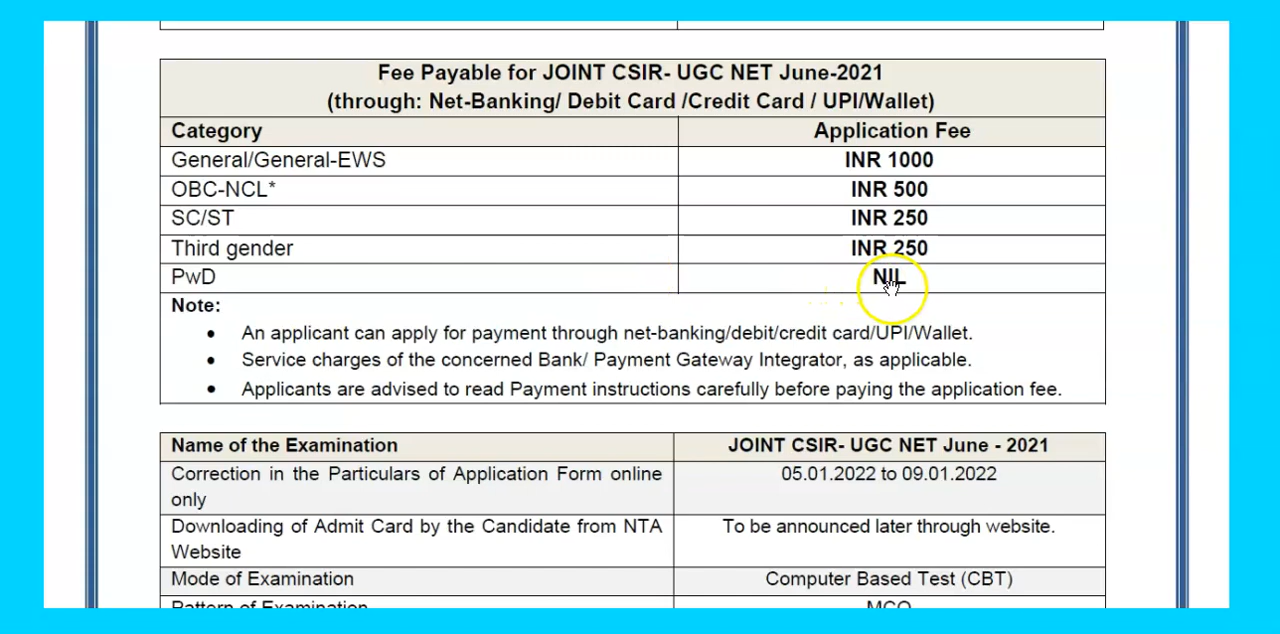 Fee Payable for JOINT CSIR- UGC NET June-2021
(through: Net-Banking/ Debit Card /Credit Card / UPI/Wallet)
Category Application Fee
General/General-EWS INR 1000
OBC-NCL* INR 500
SC/ST INR 250
Third gender INR 250
PwD NIL
Note:
• An applicant can apply for payment through net-banking/debit/credit card/UPI/Wallet.
• Service charges of the concerned Bank/ Payment Gateway Integrator, as applicable.
• Applicants are advised to read Payment instructions carefully before paying the application fee.
Name of the Examination JOINT CSIR- UGC NET June - 2021
Correction in the Particulars of Application Form online 05.01.2022 to 09.01.2022
only
Downloading of Admit Card by the Candidate from NTA To be announced later through website.
Website
Mode of Examination Computer Based Test (CBT)
Pattern of Examination MCQ